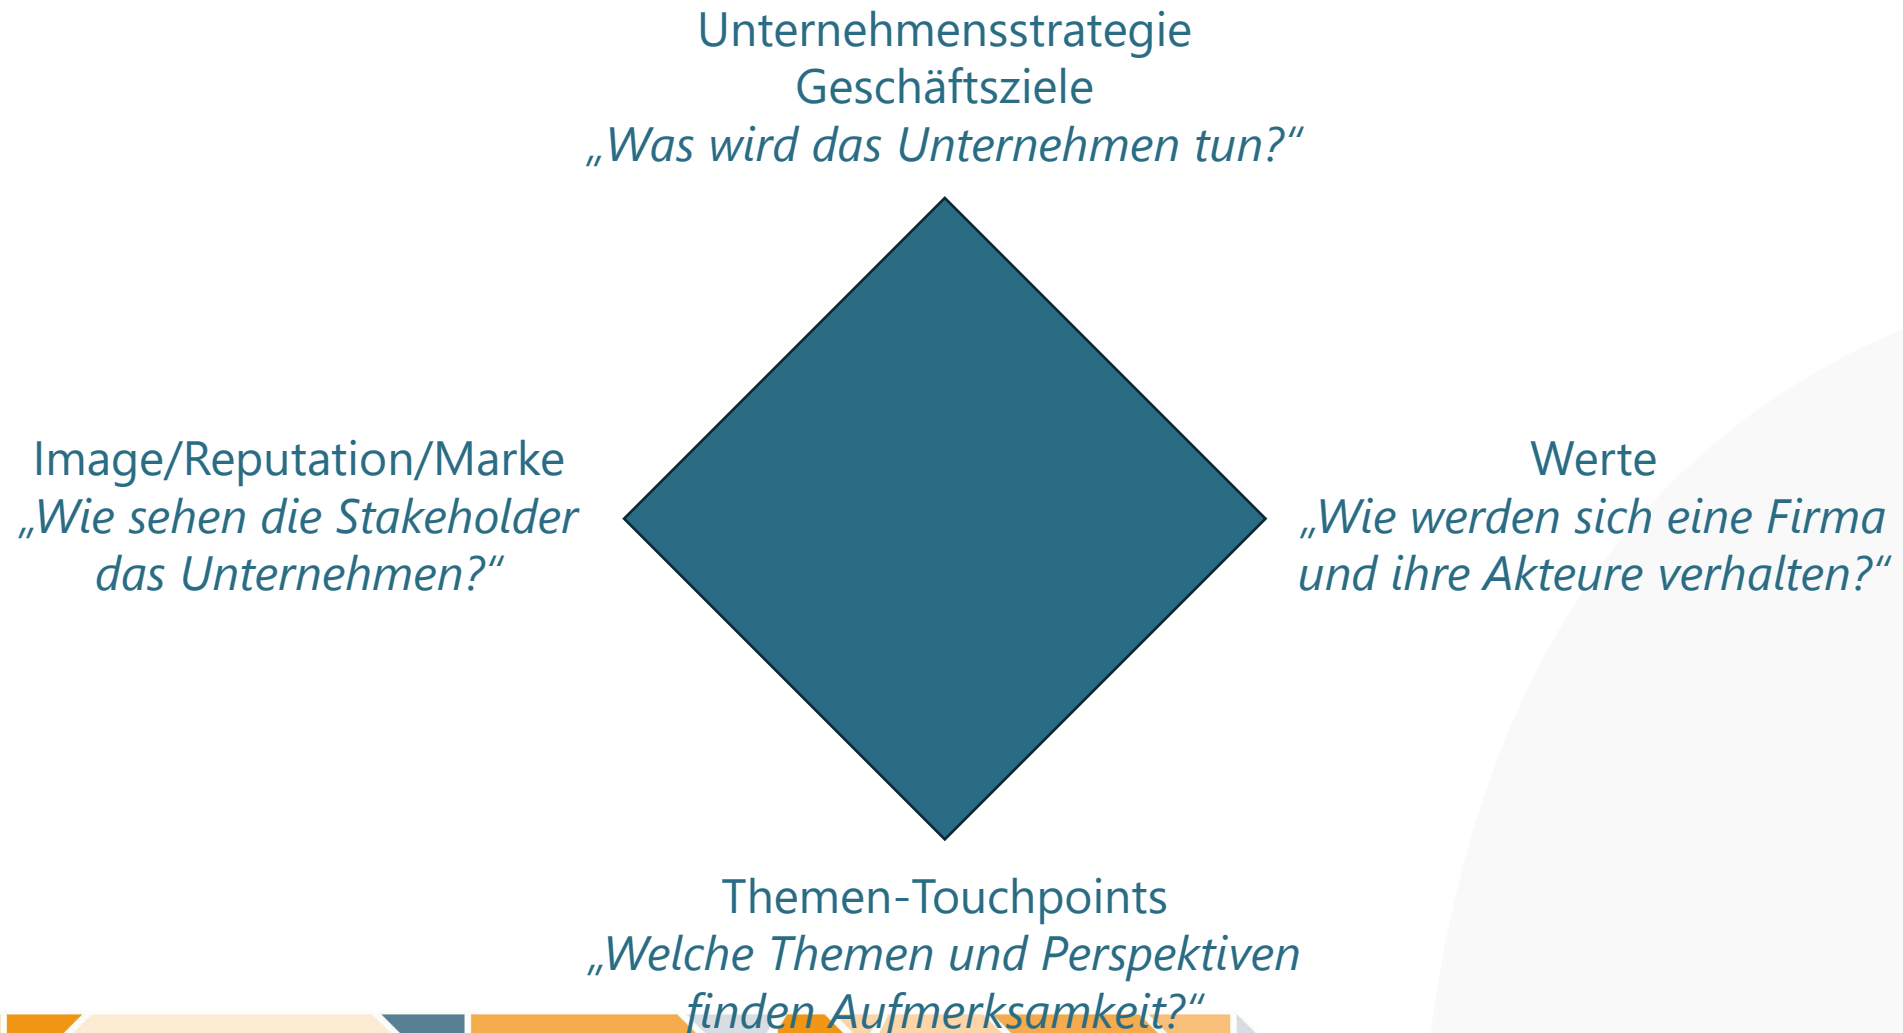 Unternehmensstrategie
Geschäftsziele
„Was wird das Unternehmen tun?“
Image/Reputation/Marke
„Wie sehen die Stakeholder
das Unternehmen?“
Werte
„Wie werden sich eine Firma
und ihre Akteure verhalten?“
Themen-Touchpoints
„Welche Themen und Perspektiven
finden Aufmerksamkeit?“